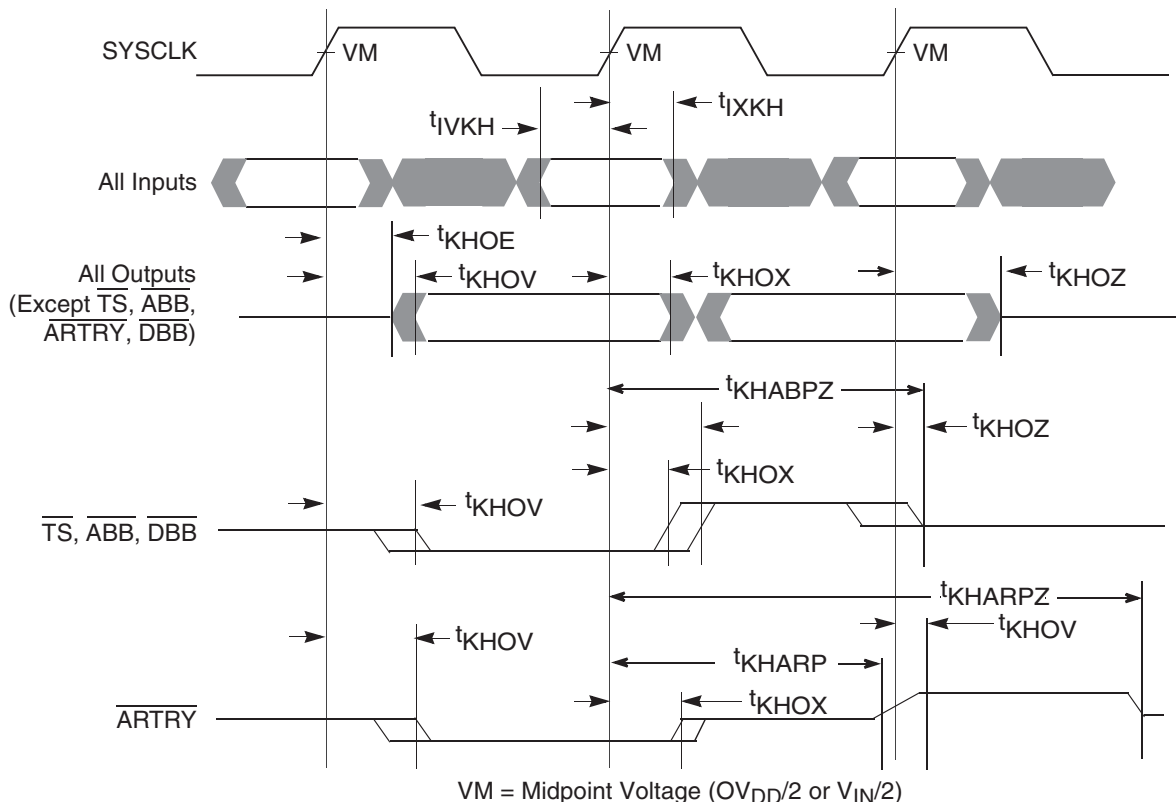 SYSCLK
VM
VM
VM
tIVKH
tIXKH
All Inputs
tKHOE
All Outputs
(Except TS, ABB,
ARTRY, DBB)
tKHOV
tKHOX
tKHOZ
tKHABPZ
tKHOZ
tKHOX
tKHOV
TS, ABB, DBB
tKHARPZ
tKHOV
tKHOV
tKHARP
tKHOX
ARTRY
VM = Midpoint Voltage (OVDD/2 or VIN/2)